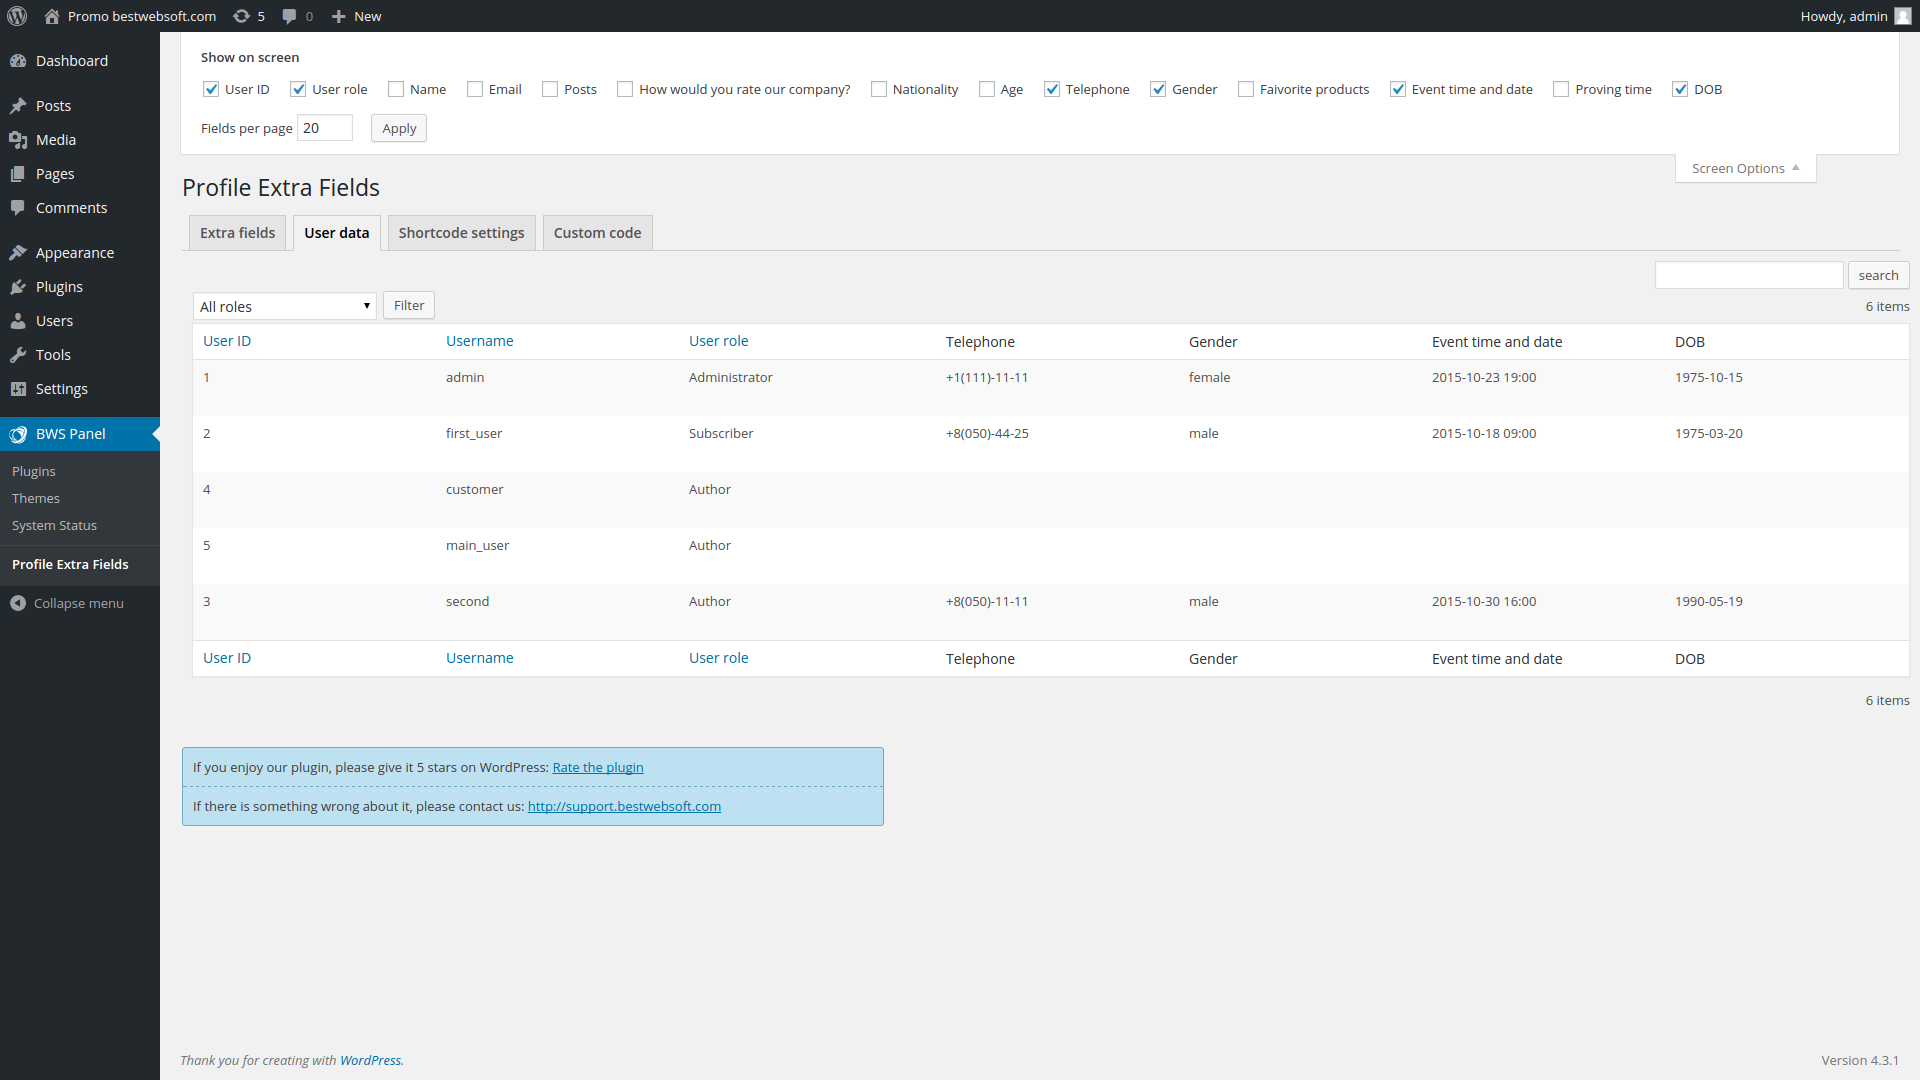 Promo bestwebsoft.com 5 0 New Howdy, admin
Dashboard
Posts
Media
Pages
Comments
Appearance
Plugins
Users
Tools
Settings
BWS Panel
Plugins
Themes
System Status
Profile Extra Fields
Collapse menu
Show on screen
User ID User role Name Email Posts How would you rate our company? Nationality Age Telephone Gender Faivorite products Event time and date Proving time DOB
Fields per page 20 Apply
Screen Options
Profile Extra Fields
Extra fields User data Shortcode settings Custom code
search
All roles Filter 6 items
User ID Username User role Telephone Gender Event time and date DOB
1 admin Administrator +1(111)-11-11 female 2015-10-23 19:00 1975-10-15
2 first_user Subscriber +8(050)-44-25 male 2015-10-18 09:00 1975-03-20
4 customer Author
5 main_user Author
3 second Author +8(050)-11-11 male 2015-10-30 16:00 1990-05-19
User ID Username User role Telephone Gender Event time and date DOB
6 items
If you enjoy our plugin, please give it 5 stars on WordPress: Rate the plugin
If there is something wrong about it, please contact us: http://support.bestwebsoft.com
Thank you for creating with WordPress. Version 4.3.1